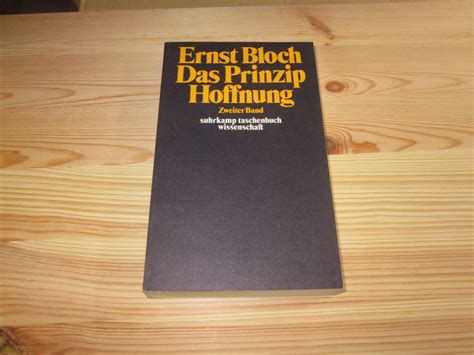 Ernst Bloch
Das Prinzip
Hoffnung
Zweiter Band
suhrkamp taschenbuch
wissenschaft